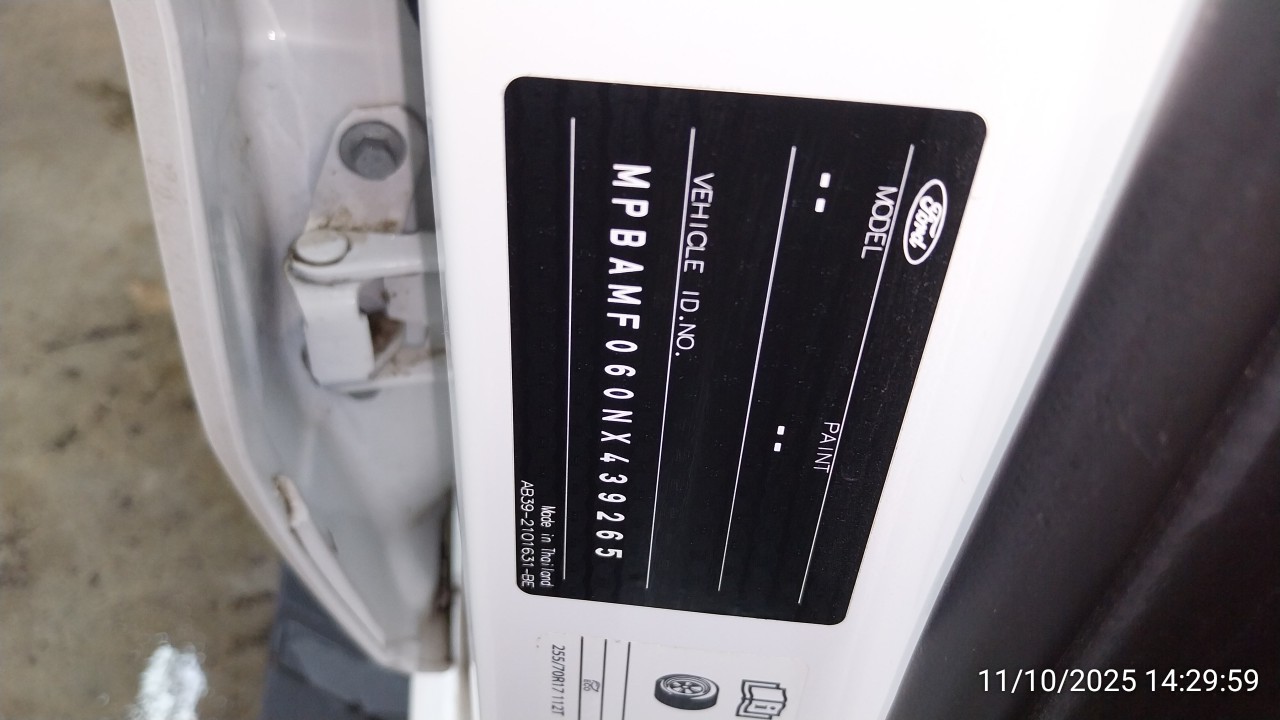 Ford
MODEL PAINT
-- --
VEHICLE ID.NO.
MPBAMF060NX439265
Made in Thailand
AB39-2101631-BE
255/70R17 112T
11/10/2025 14:29:59